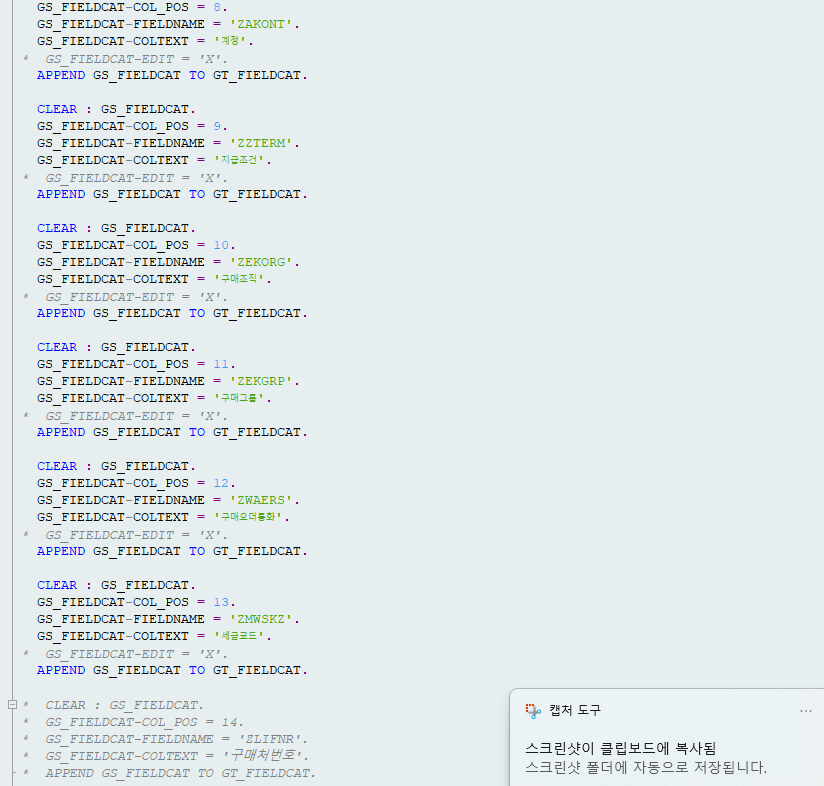 GS_FIELDCAT-COL_POS = 8.
GS_FIELDCAT-FIELDNAME = 'ZAKONT'.
GS_FIELDCAT-COLTEXT = '계정'.
*  GS_FIELDCAT-EDIT = 'X'.
APPEND GS_FIELDCAT TO GT_FIELDCAT.
CLEAR : GS_FIELDCAT.
GS_FIELDCAT-COL_POS = 9.
GS_FIELDCAT-FIELDNAME = 'ZZTERM'.
GS_FIELDCAT-COLTEXT = '지급조건'.
*  GS_FIELDCAT-EDIT = 'X'.
APPEND GS_FIELDCAT TO GT_FIELDCAT.
CLEAR : GS_FIELDCAT.
GS_FIELDCAT-COL_POS = 10.
GS_FIELDCAT-FIELDNAME = 'ZEKORG'.
GS_FIELDCAT-COLTEXT = '구매조직'.
*  GS_FIELDCAT-EDIT = 'X'.
APPEND GS_FIELDCAT TO GT_FIELDCAT.
CLEAR : GS_FIELDCAT.
GS_FIELDCAT-COL_POS = 11.
GS_FIELDCAT-FIELDNAME = 'ZEKGRP'.
GS_FIELDCAT-COLTEXT = '구매그룹'.
*  GS_FIELDCAT-EDIT = 'X'.
APPEND GS_FIELDCAT TO GT_FIELDCAT.
CLEAR : GS_FIELDCAT.
GS_FIELDCAT-COL_POS = 12.
GS_FIELDCAT-FIELDNAME = 'ZWAERS'.
GS_FIELDCAT-COLTEXT = '구매오더통화'.
*  GS_FIELDCAT-EDIT = 'X'.
APPEND GS_FIELDCAT TO GT_FIELDCAT.
CLEAR : GS_FIELDCAT.
GS_FIELDCAT-COL_POS = 13.
GS_FIELDCAT-FIELDNAME = 'ZMWSKZ'.
GS_FIELDCAT-COLTEXT = '세금코드'.
*  GS_FIELDCAT-EDIT = 'X'.
APPEND GS_FIELDCAT TO GT_FIELDCAT.
*  CLEAR : GS_FIELDCAT.
*  GS_FIELDCAT-COL_POS = 14.
*  GS_FIELDCAT-FIELDNAME = 'ZLIFNR'.
*  GS_FIELDCAT-COLTEXT = '구매처번호'.
*  APPEND GS_FIELDCAT TO GT_FIELDCAT.
캡처 도구
스크린샷이 클립보드에 복사됨
스크린샷 폴더에 자동으로 저장됩니다.